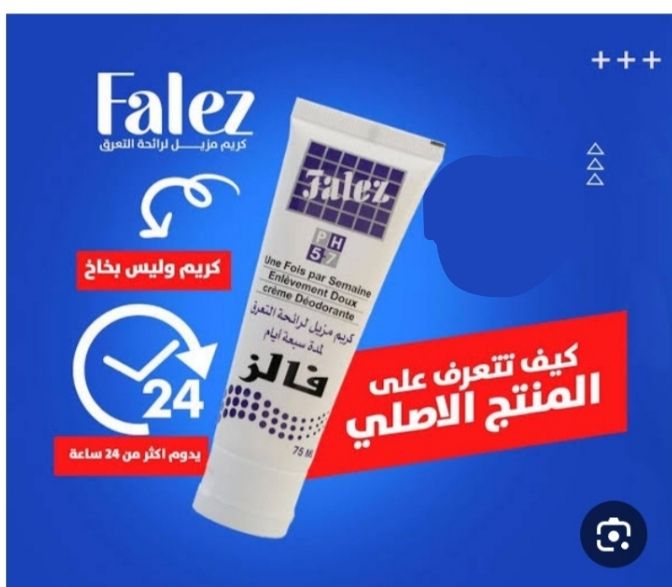 Falez
كريم مزيـــــل لرائحة التعرق
كريم وليس بخاخ
24
يدوم اكثر من 24 ساعة
Falez
PH
5-7
Une Fois par Semaine
Enlèvement Doux
crème Déodorante
كريم مزيل لرائحة التعرق
لمدة سبعة أيام
فالز
75 Ml
كيف تتعرف على
المنتج الاصلي